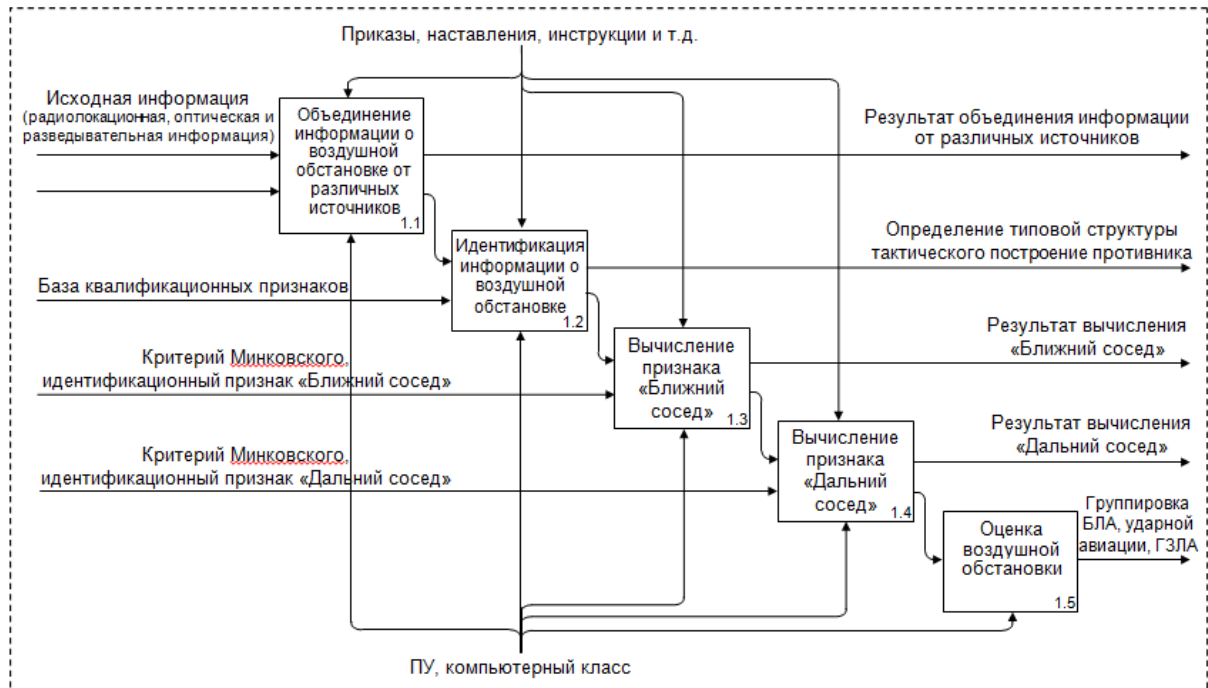 Приказы, наставления, инструкции и т.д.
Исходная информация
(радиолокационная, оптическая и
разведывательная информация)
Объединение
информации о
воздушной
обстановке от
различных
источников
1.1
Результат объединения информации
от различных источников
Идентификация
информации о
воздушной
обстановке
1.2
Определение типовой структуры
тактического построение противника
База квалификационных признаков
Вычисление
признака
«Ближний
сосед»
1.3
Результат вычисления
«Ближний сосед»
Критерий Минковского,
идентификационный признак «Ближний сосед»
Вычисление
признака
«Дальний
сосед»
1.4
Результат вычисления
«Дальний сосед»
Критерий Минковского,
идентификационный признак «Дальний сосед»
Оценка
воздушной
обстановки
1.5
Группировка
БЛА, ударной
авиации, ГЗЛА
ПУ, компьютерный класс